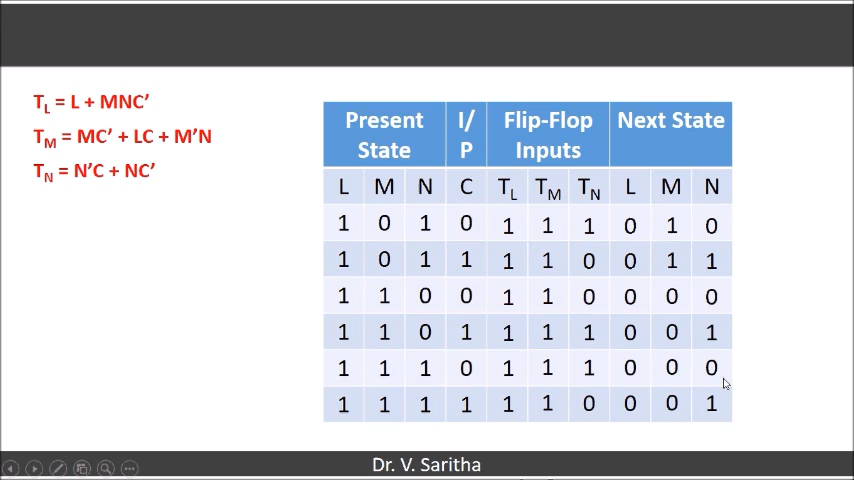 T_L = L + MNC’
T_M = MC’ + LC + M’N
T_N = N’C + NC’
Present State I/P Flip-Flop Inputs Next State
L M N C T_L T_M T_N L M N
1 0 1 0 1 1 1 0 1 0
1 0 1 1 1 1 0 0 1 1
1 1 0 0 1 1 0 0 0 0
1 1 0 1 1 1 1 0 0 1
1 1 1 0 1 1 1 0 0 0
1 1 1 1 1 1 0 0 0 1
Dr. V. Saritha